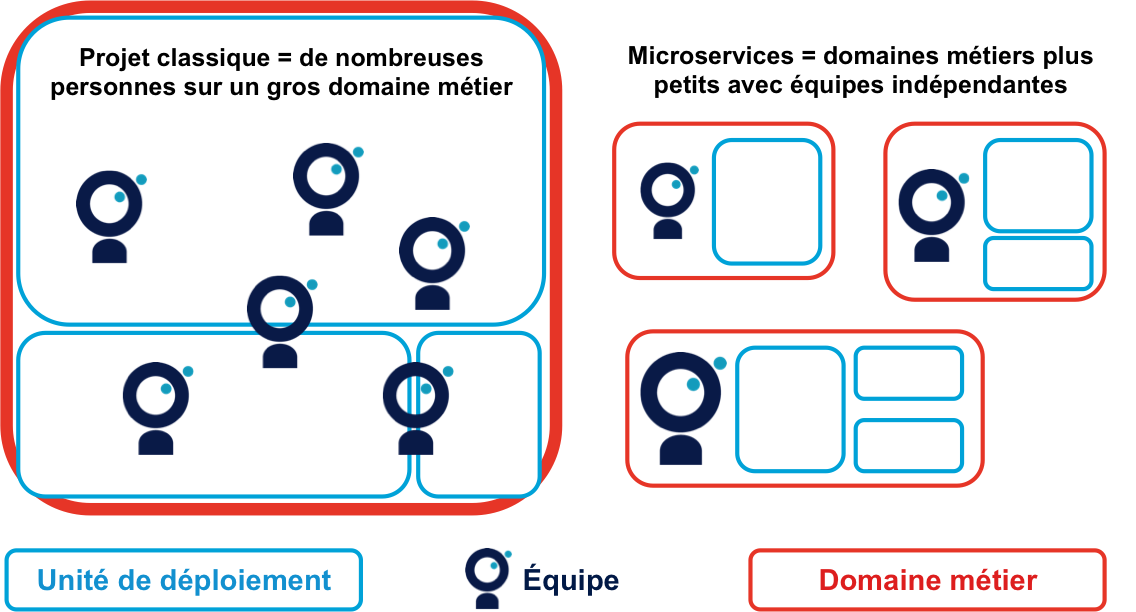 Projet classique = de nombreuses
personnes sur un gros domaine métier
Microservices = domaines métiers plus
petits avec équipes indépendantes
Unité de déploiement
Équipe
Domaine métier